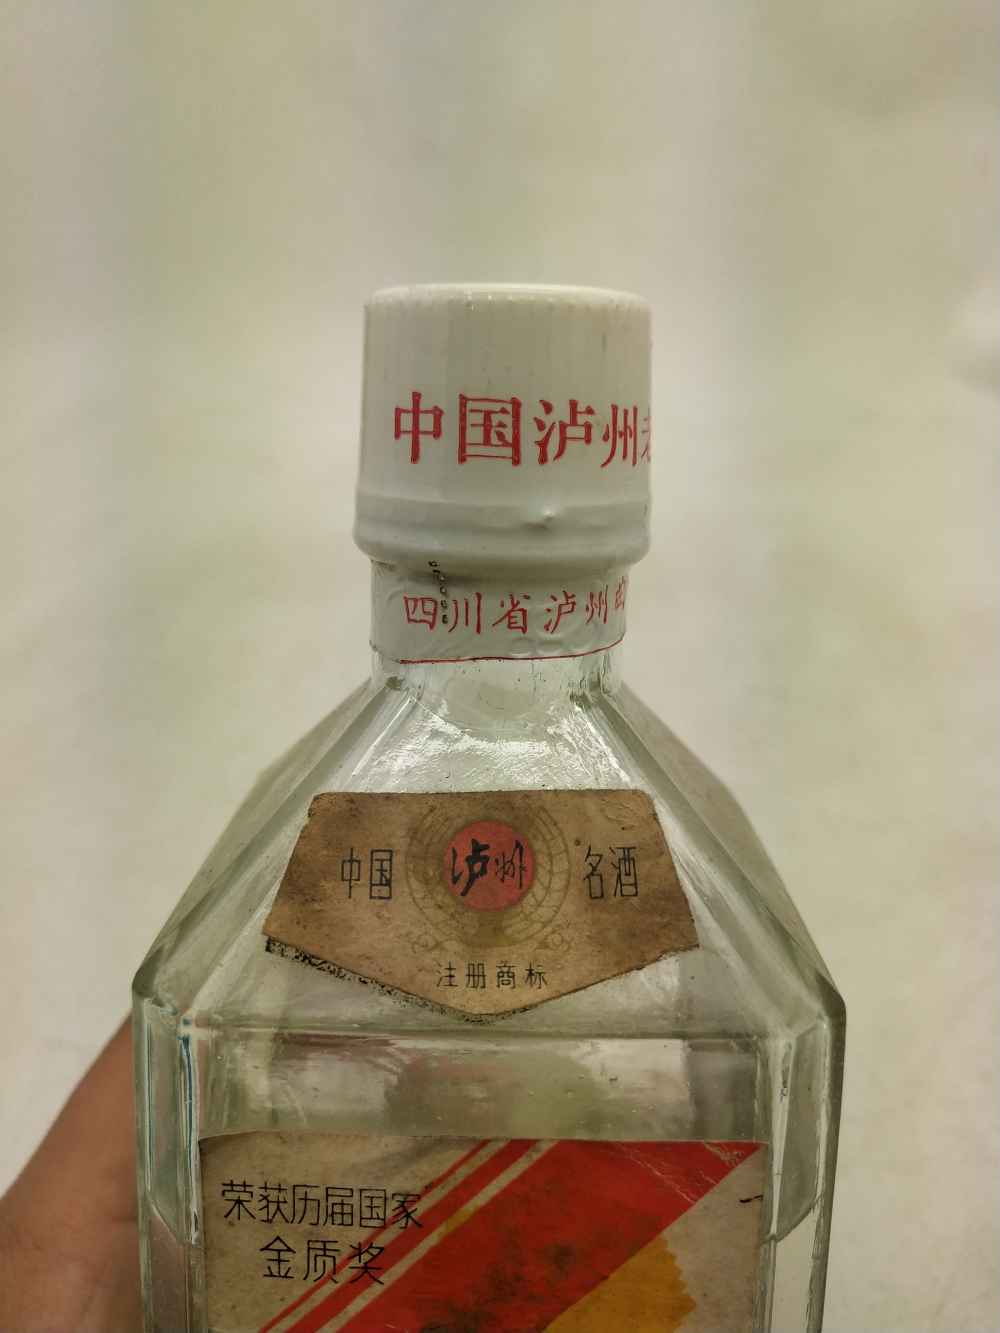 中国泸州老
四川省泸州
中国 泸州 名酒
注册商标
荣获历届国家
金质奖